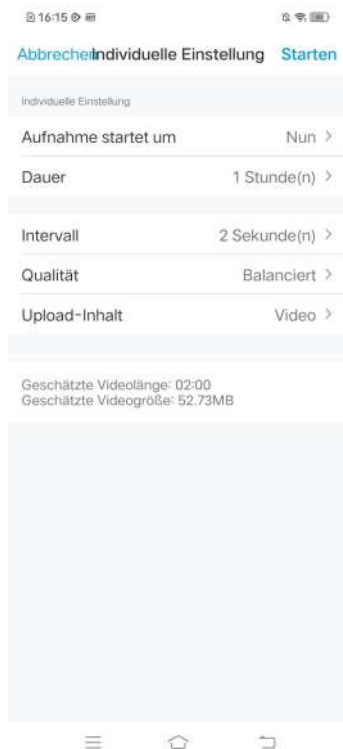 16:15
Abbrechen Individuelle Einstellung Starten
Individuelle Einstellung
Aufnahme startet um Nun >
Dauer 1 Stunde(n) >
Intervall 2 Sekunde(n) >
Qualität Balanciert >
Upload-Inhalt Video >
Geschätzte Videolänge: 02:00
Geschätzte Videogröße: 52.73MB